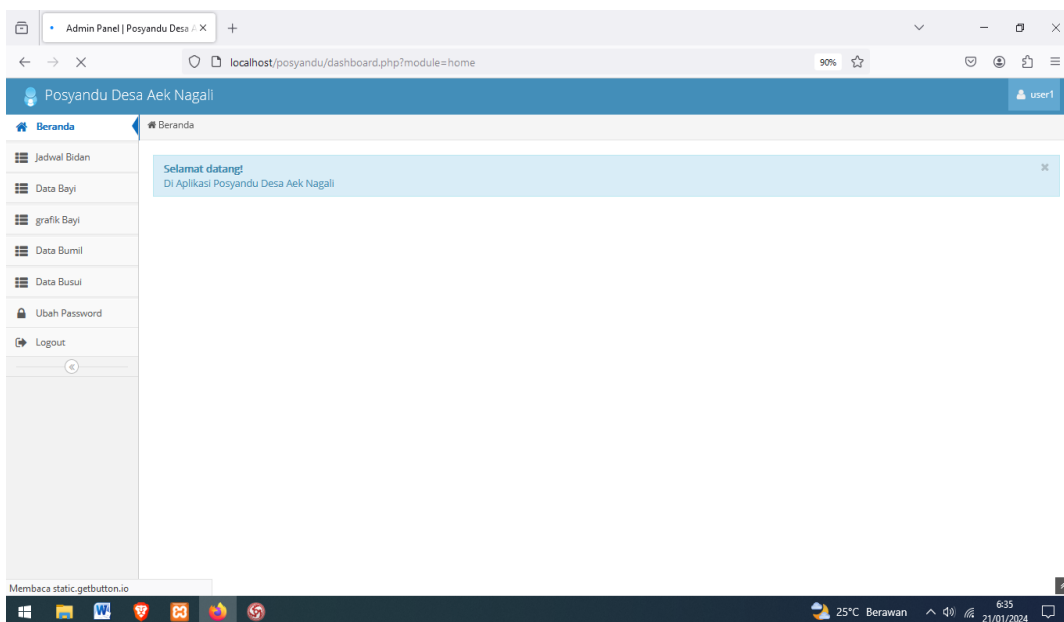 Admin Panel | Posyandu Desa A
localhost/posyandu/dashboard.php?module=home
90%
Posyandu Desa Aek Nagali
user1
Beranda
Beranda
Jadwal Bidan
Selamat datang!
Di Aplikasi Posyandu Desa Aek Nagali
Data Bayi
grafik Bayi
Data Bumil
Data Busui
Ubah Password
Logout
Membaca static.getbutton.io
25°C Berawan
6:35
21/01/2024